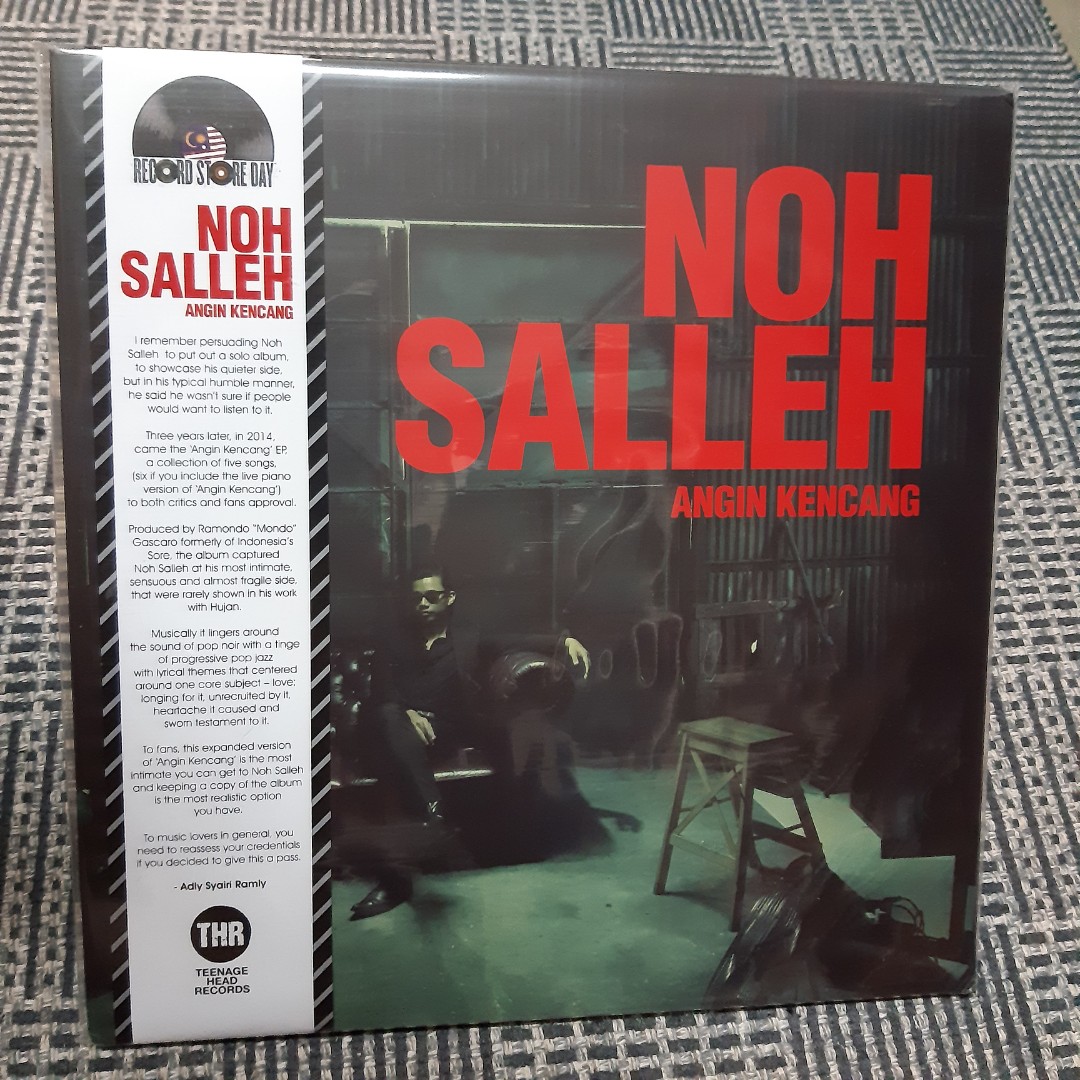 RECORD STORE DAY
NOH
SALLEH
ANGIN KENCANG
I remember persuading Noh
Salleh to put out a solo album,
to showcase his quieter side,
but in his typical humble manner,
he said he wasn't sure if people
would want to listen to it.
Three years later, in 2014,
came the 'Angin Kencang' EP,
a collection of five songs,
(six if you include the live piano
version of 'Angin Kencang')
to both critics and fans approval.
Produced by Ramondo "Mondo"
Gascaro formerly of Indonesia's
Sore, the album captured
Noh Salleh at his most intimate,
sensuous and almost fragile side,
that were rarely shown in his work
with Hujan.
Musically it lingers around
the sound of pop noir with a tinge
of progressive pop jazz
with lyrical themes that centered
around one core subject – love;
longing for it, unrecruited by it,
heartache it caused and
sworn testament to it.
To fans, this expanded version
of 'Angin Kencang' is the most
intimate you can get to Noh Salleh
and keeping a copy of the album
is the most realistic option
you have.
To music lovers in general, you
need to reassess your credentials
if you decided to give this a pass.
- Adly Syairi Ramly
THR
TEENAGE
HEAD
RECORDS
NOH
SALLEH
ANGIN KENCANG